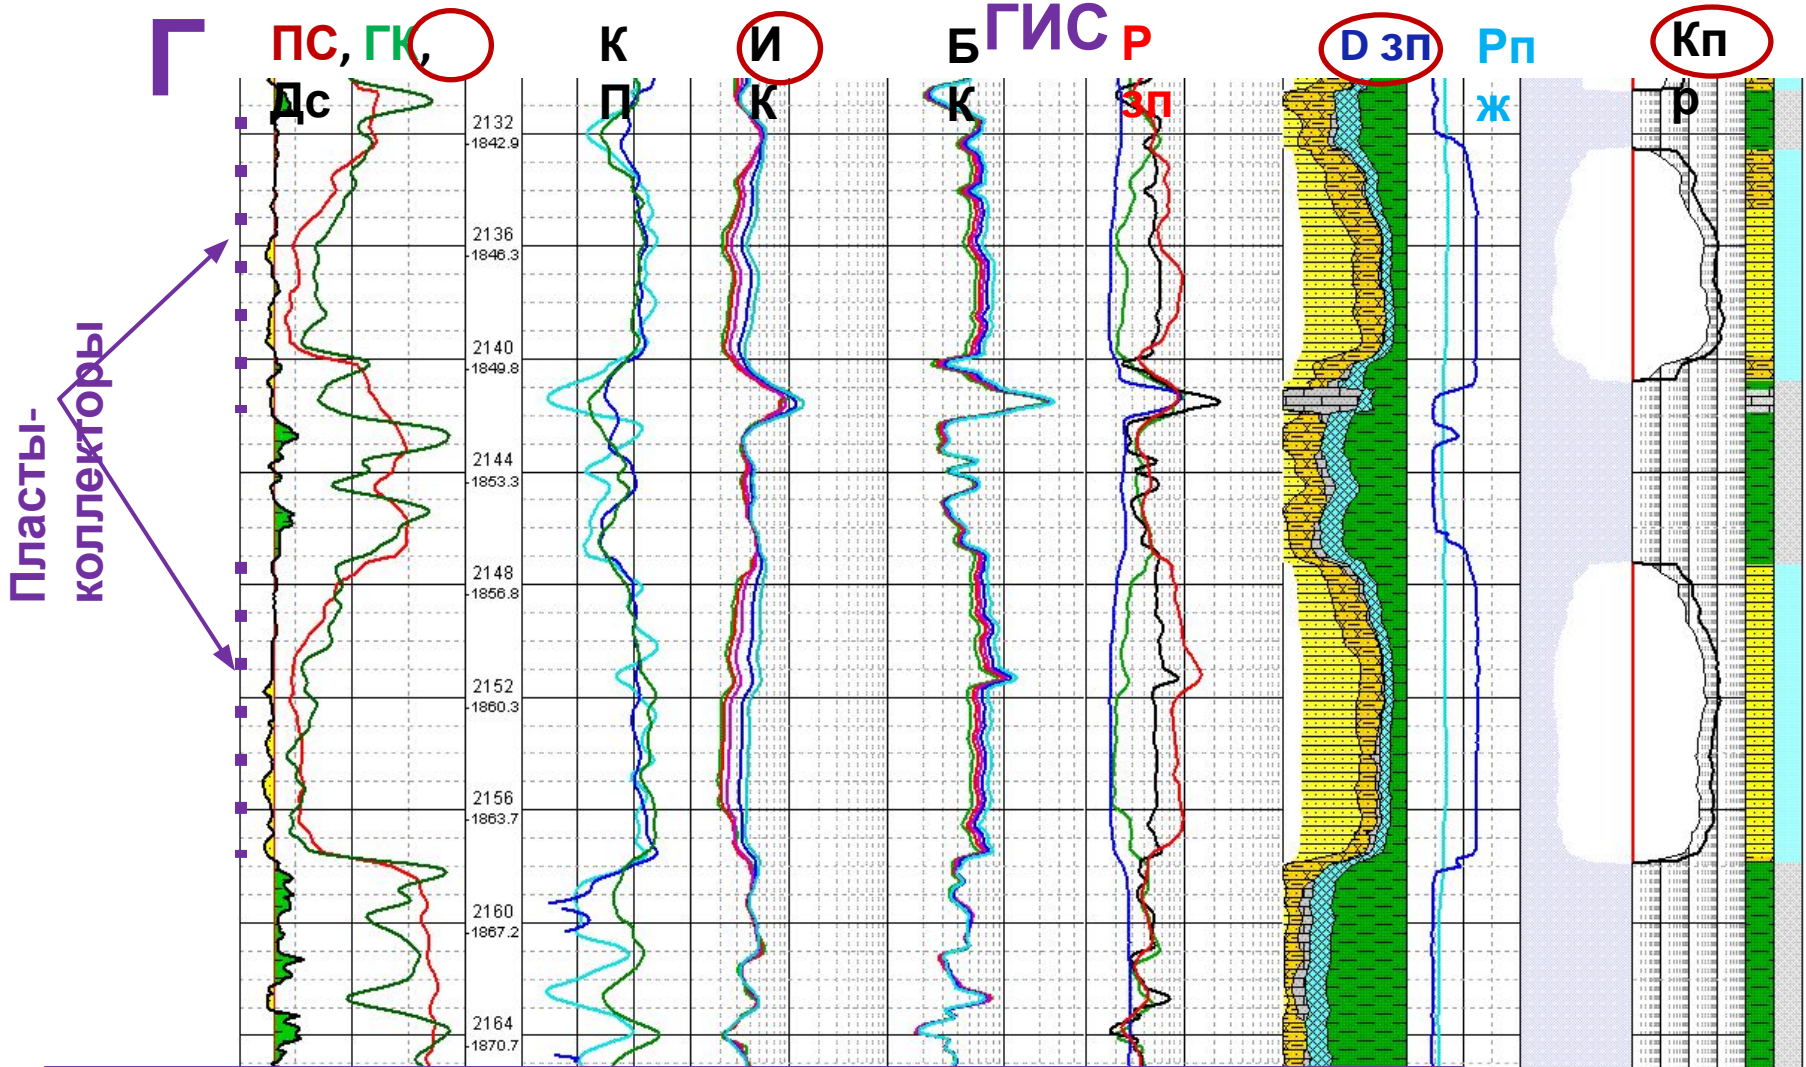 Г
ГИС
ПС, ГК,
Дс
К
П
И
К
Б
К
Р
зп
D зп
Рп
ж
Кп
р
Пласты-
коллекторы
2132
-1842.9
2136
-1846.3
2140
-1849.8
2144
-1853.3
2148
-1856.8
2152
-1860.3
2156
-1863.7
2160
-1867.2
2164
-1870.7